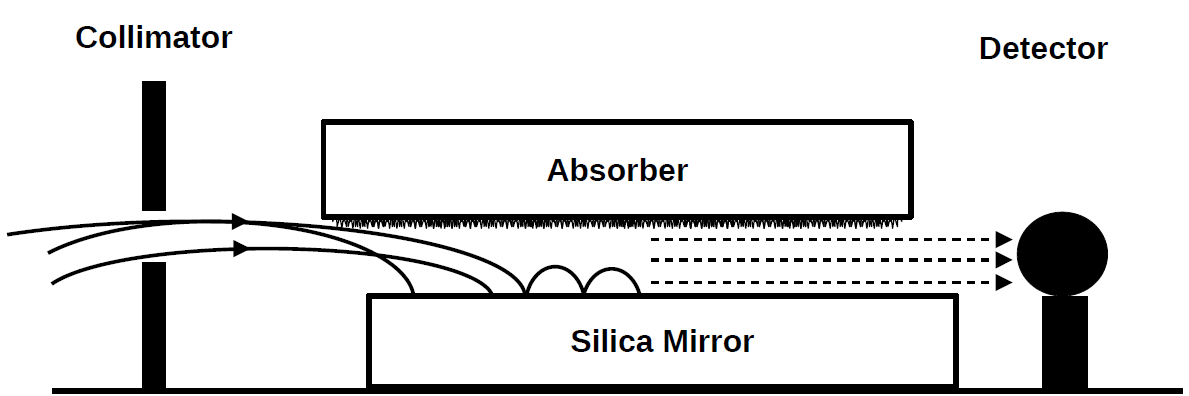 Collimator
Detector
Absorber
Silica Mirror